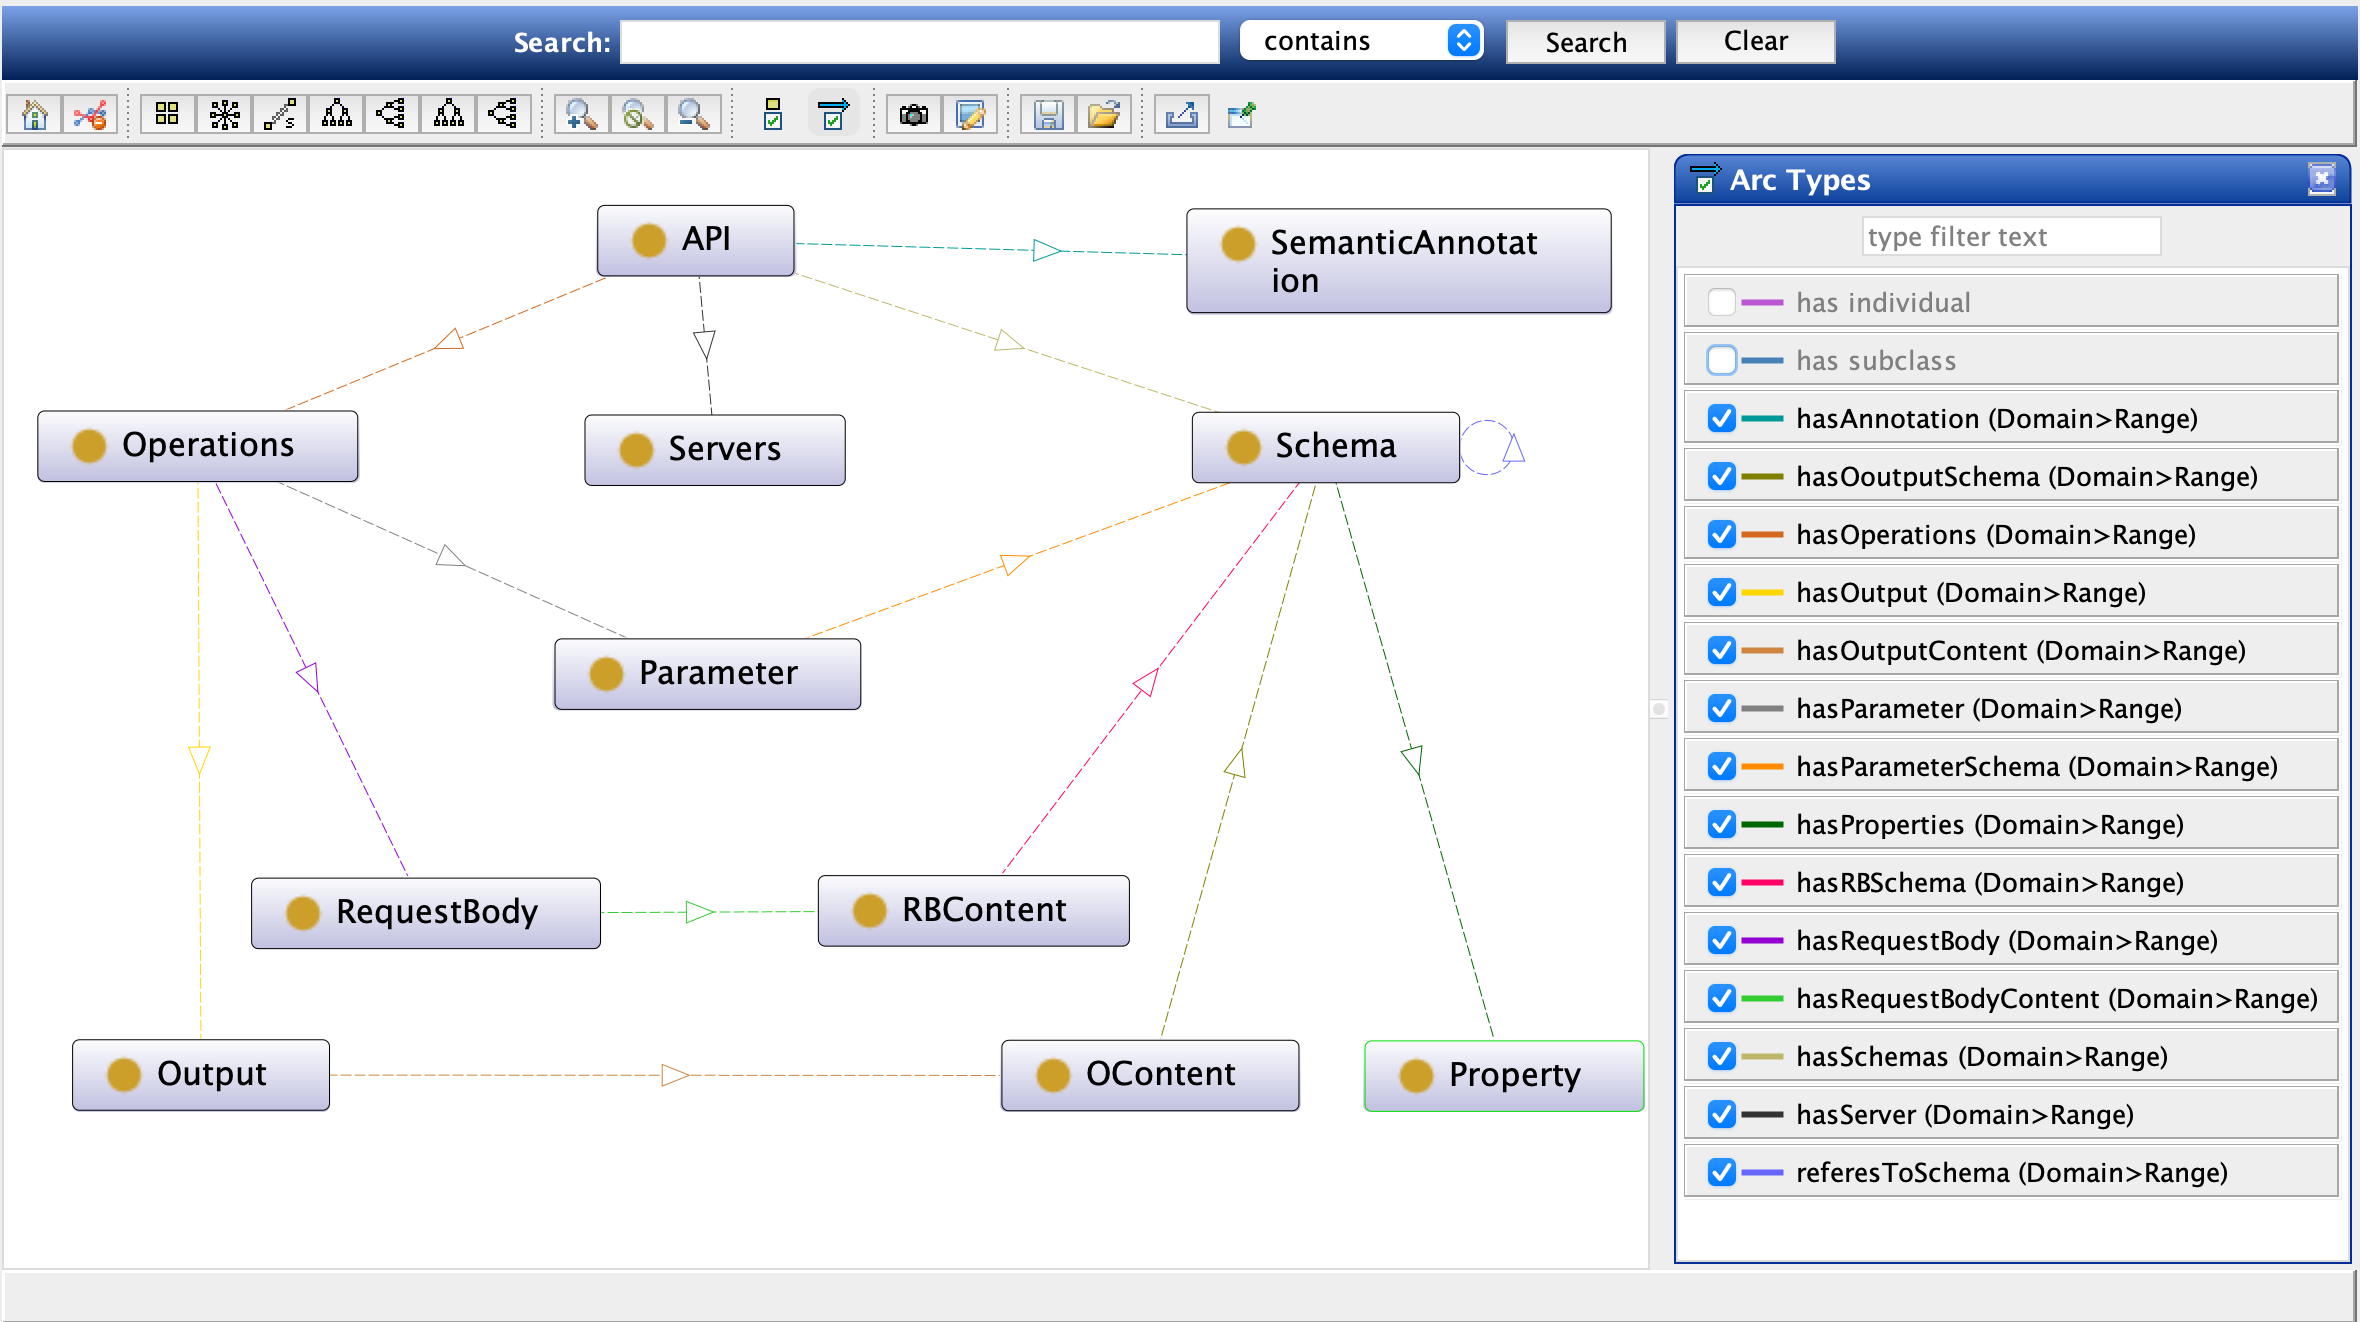 Search:
contains
Search
Clear
API
SemanticAnnotat
ion
Operations
Servers
Schema
Parameter
RequestBody
RBContent
Output
OContent
Property
Arc Types
type filter text
has individual
has subclass
hasAnnotation (Domain>Range)
hasOoutputSchema (Domain>Range)
hasOperations (Domain>Range)
hasOutput (Domain>Range)
hasOutputContent (Domain>Range)
hasParameter (Domain>Range)
hasParameterSchema (Domain>Range)
hasProperties (Domain>Range)
hasRBSchema (Domain>Range)
hasRequestBody (Domain>Range)
hasRequestBodyContent (Domain>Range)
hasSchemas (Domain>Range)
hasServer (Domain>Range)
referesToSchema (Domain>Range)